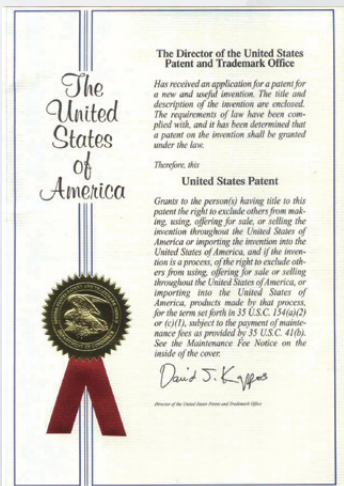 The
United
States
of
America
The Director of the United States
Patent and Trademark Office
Has received an application for a patent for
a new and useful invention. The title and
description of the invention are enclosed.
The requirements of law have been com-
plied with, and it has been determined that
a patent on the invention shall be granted
under the law.
Therefore, this
United States Patent
Grants to the person(s) having title to this
patent the right to exclude others from mak-
ing, using, offering for sale, or selling the
invention throughout the United States of
America or importing the invention into the
United States of America, and if the inven-
tion is a process, of the right to exclude oth-
ers from using, offering for sale or selling
throughout the United States of America, or
importing into the United States of
America, products made by that process,
for the term set forth in 35 U.S.C. 154(a)(2)
or (c)(1), subject to the payment of mainte-
nance fees as provided by 35 U.S.C. 41(b).
See the Maintenance Fee Notice on the
inside of the cover.
David J. Kappos
Director of the United States Patent and Trademark Office